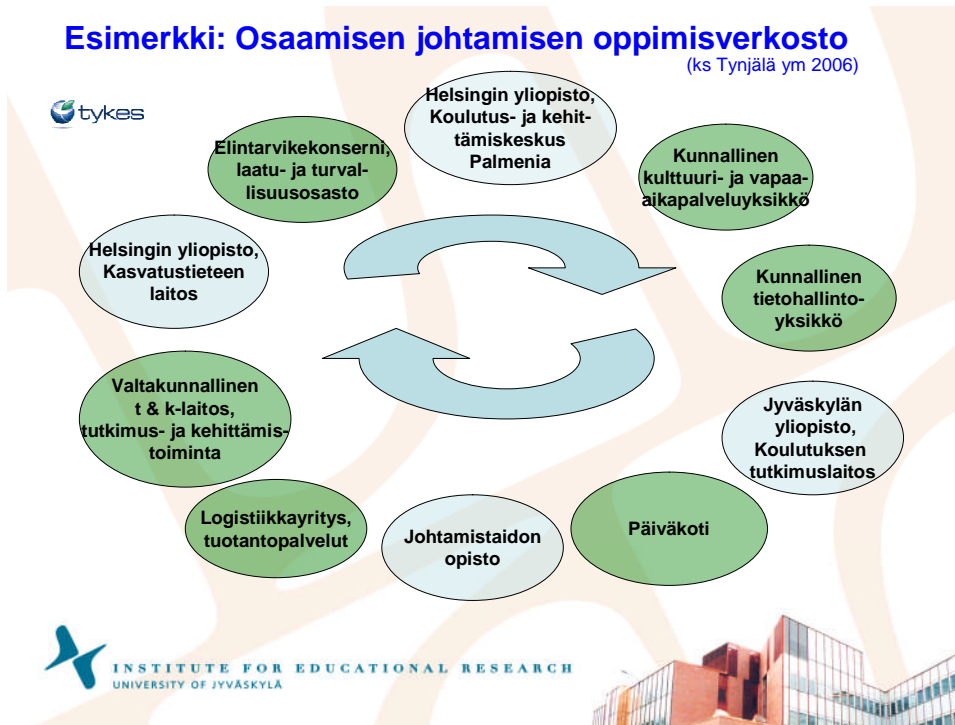 Esimerkki: Osaamisen johtamisen oppimisverkosto
(ks Tynjälä ym 2006)
tykes
Helsingin yliopisto,
Koulutus- ja kehit-
tämiskeskus
Palmenia
Elintarvikekonserni,
laatu- ja turval-
lisuusosasto
Kunnallinen
kulttuuri- ja vapaa-
aikapalveluyksikkö
Helsingin yliopisto,
Kasvatustieteen
laitos
Kunnallinen
tietohallinto-
yksikkö
Valtakunnallinen
t & k-laitos,
tutkimus- ja kehittämis-
toiminta
Jyväskylän
yliopisto,
Koulutuksen
tutkimuslaitos
Logistiikkayritys,
tuotantopalvelut
Johtamistaidon
opisto
Päiväkoti
INSTITUTE FOR EDUCATIONAL RESEARCH
UNIVERSITY OF JYVÄSKYLÄ